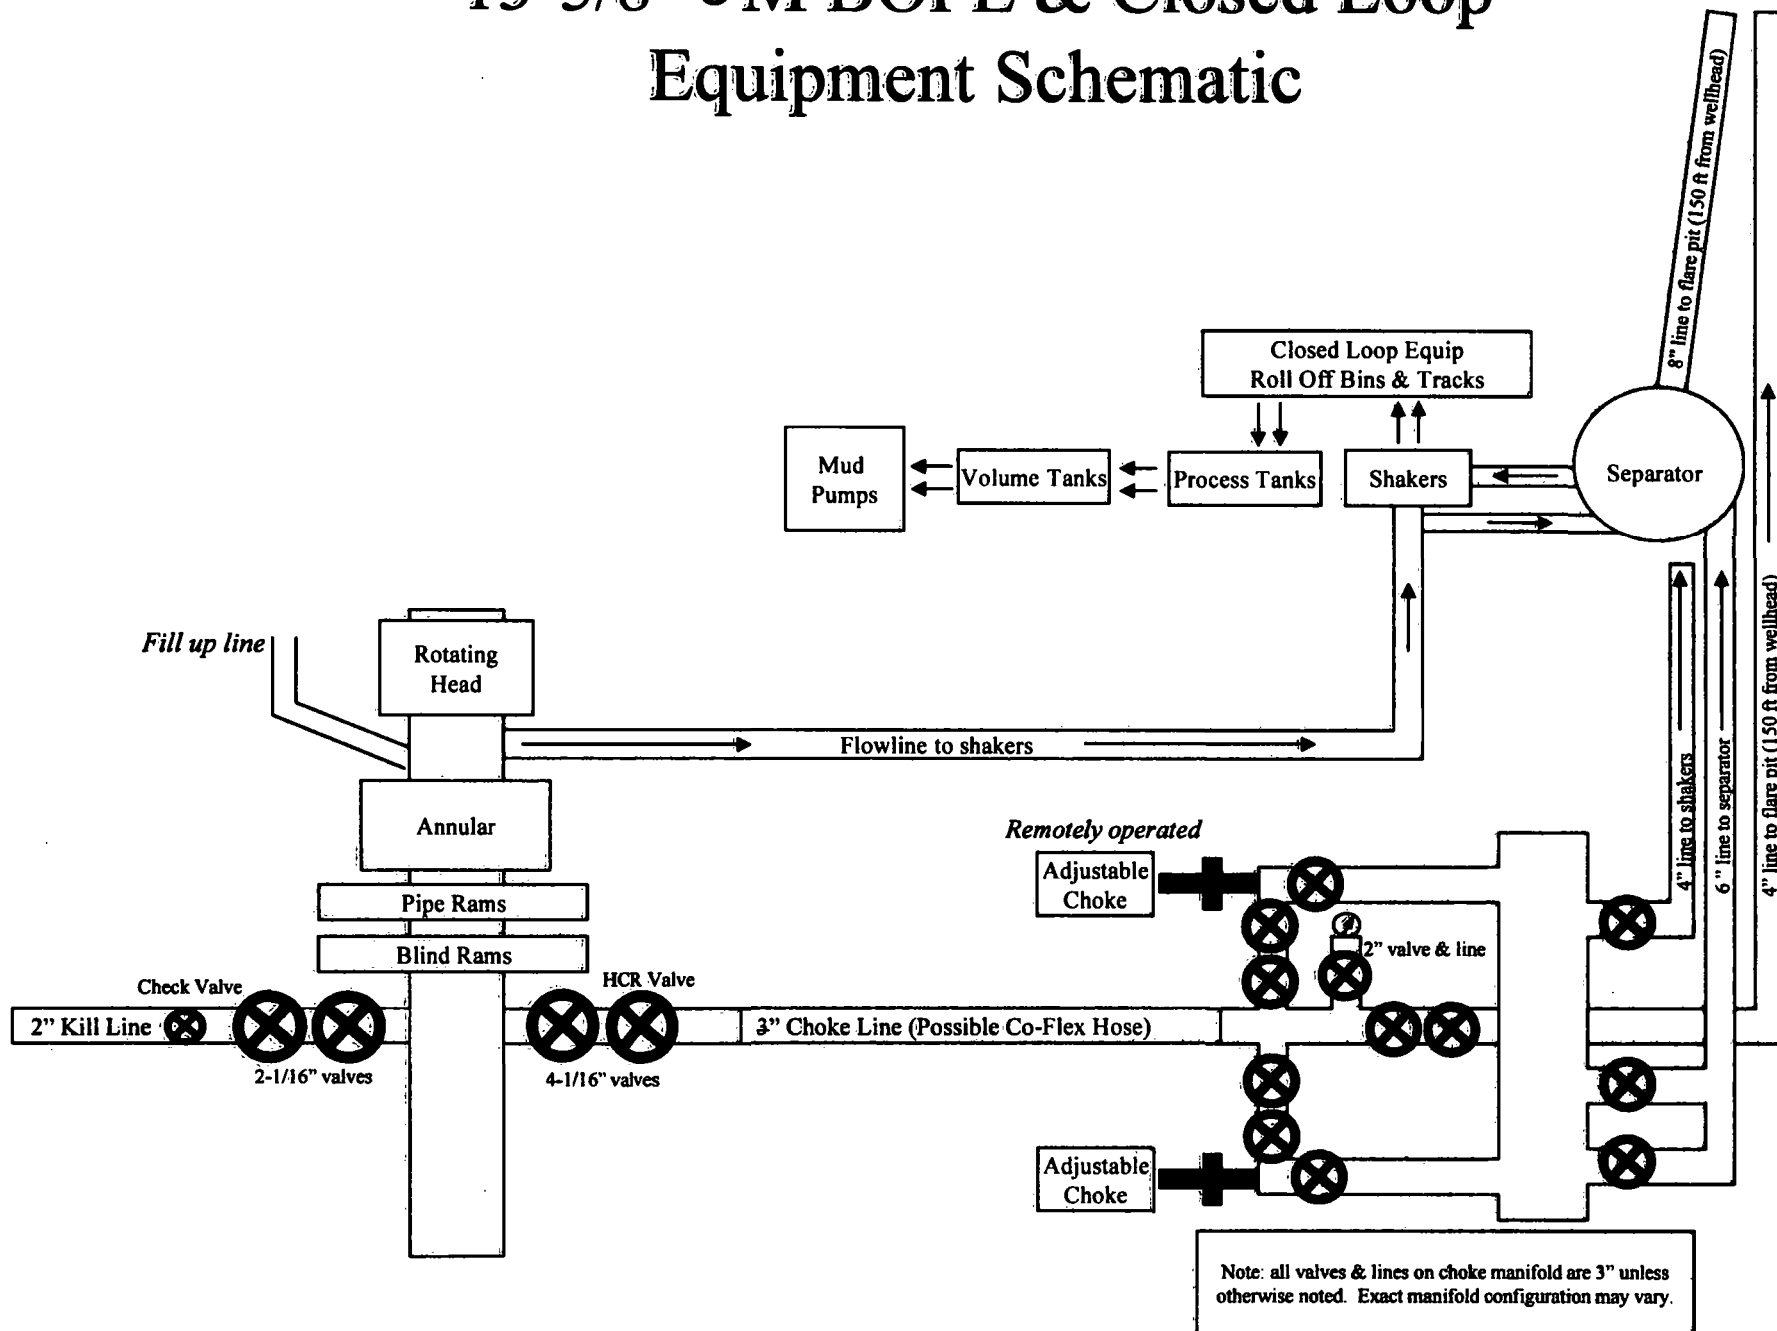 BOPE & Closed Loop
Equipment Schematic
8" line to flare pit (150 ft from wellhead)
Closed Loop Equip
Roll Off Bins & Tracks
Mud
Pumps
Volume Tanks
Process Tanks
Shakers
Separator
Fill up line
Rotating
Head
Flowline to shakers
Annular
Pipe Rams
Blind Rams
Remotely operated
Adjustable
Choke
2" valve & line
4" line to shakers
6" line to separator
4" line to flare pit (150 ft from wellhead)
Check Valve
HCR Valve
2" Kill Line
3" Choke Line (Possible Co-Flex Hose)
2-1/16" valves
4-1/16" valves
Adjustable
Choke
Note: all valves & lines on choke manifold are 3" unless
otherwise noted. Exact manifold configuration may vary.